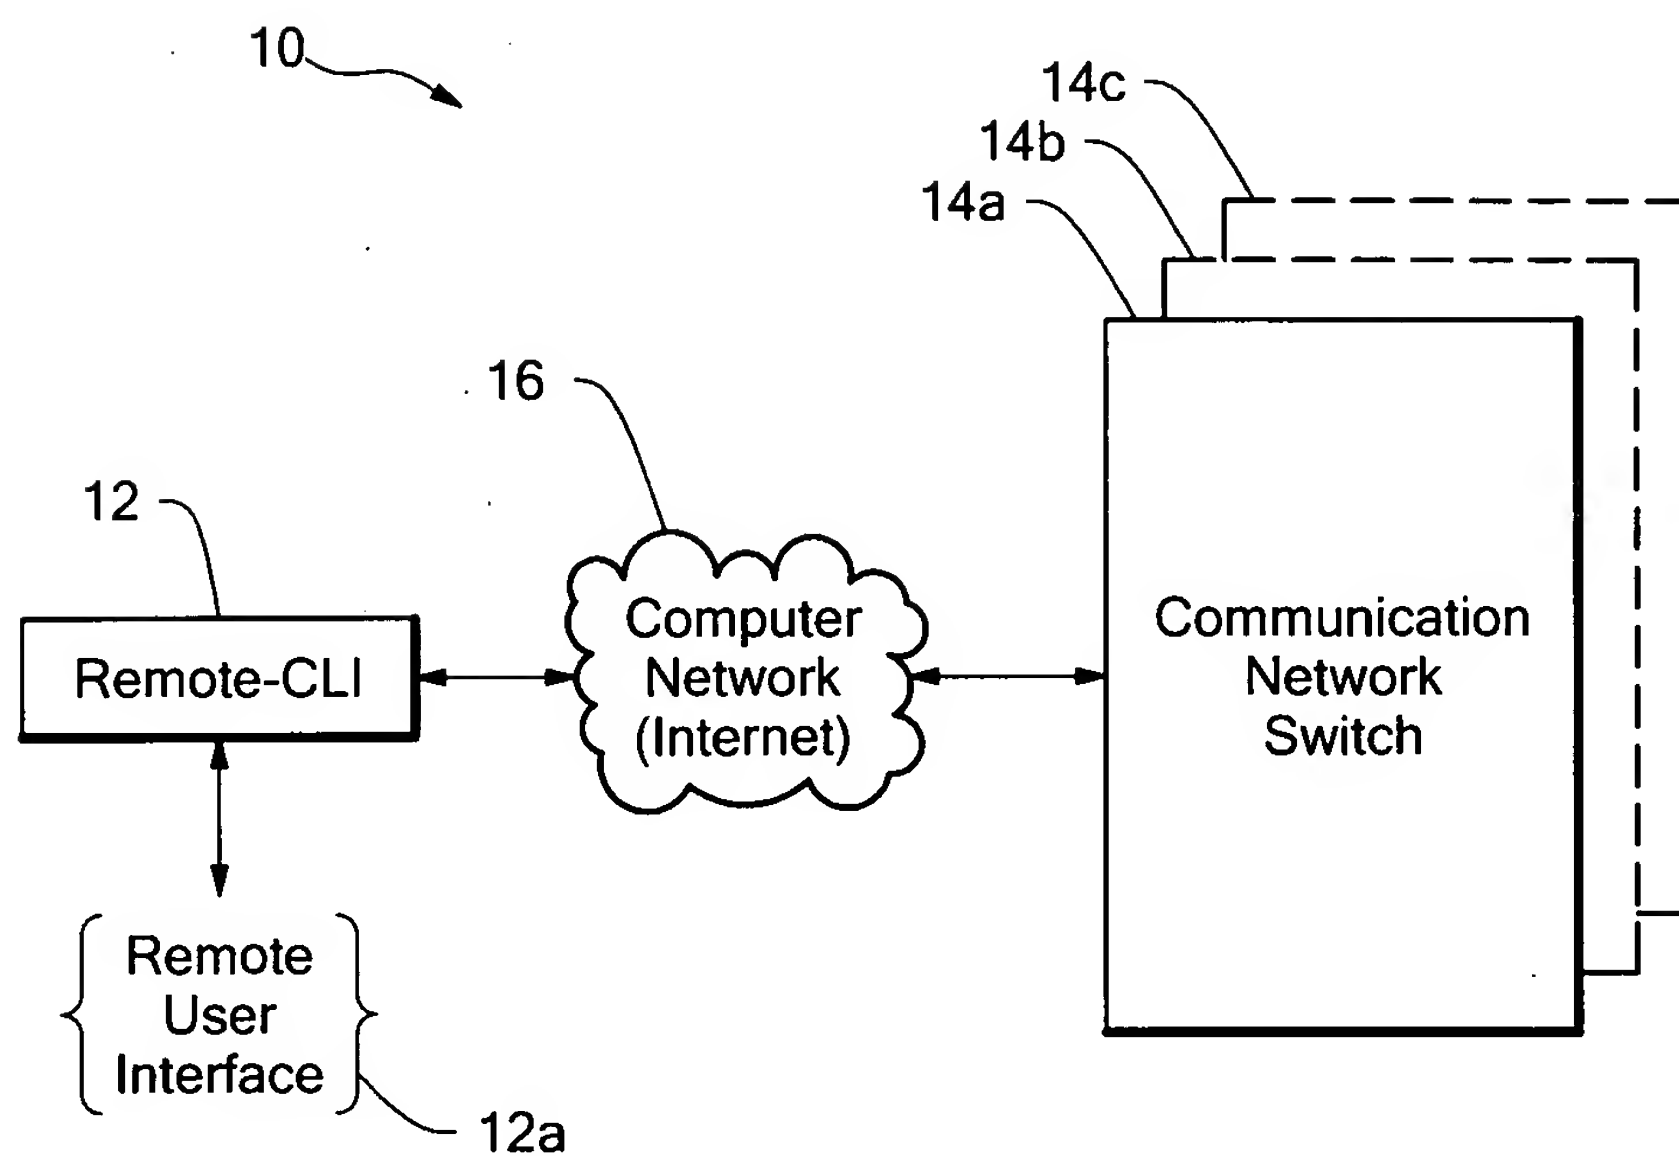 10
14c
14b
14a
16
12
Remote-CLI
Computer
Network
(Internet)
Communication
Network
Switch
Remote
User
Interface
12a